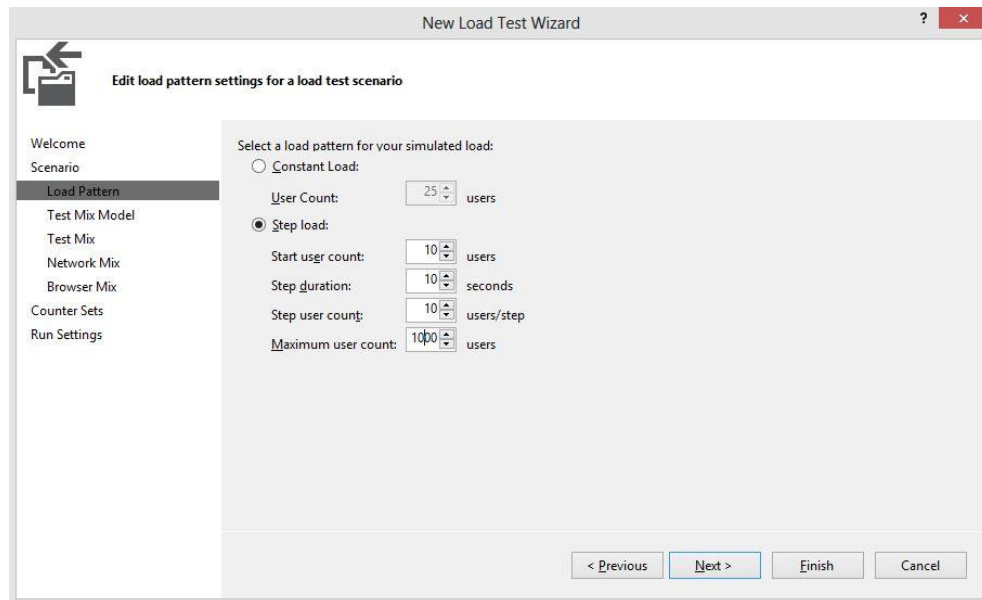 New Load Test Wizard
?
Edit load pattern settings for a load test scenario
Welcome
Scenario
Load Pattern
Test Mix Model
Test Mix
Network Mix
Browser Mix
Counter Sets
Run Settings
Select a load pattern for your simulated load:
Constant Load:
User Count: 25 users
Step load:
Start user count: 10 users
Step duration: 10 seconds
Step user count: 10 users/step
Maximum user count: 1000 users
< Previous Next > Finish Cancel